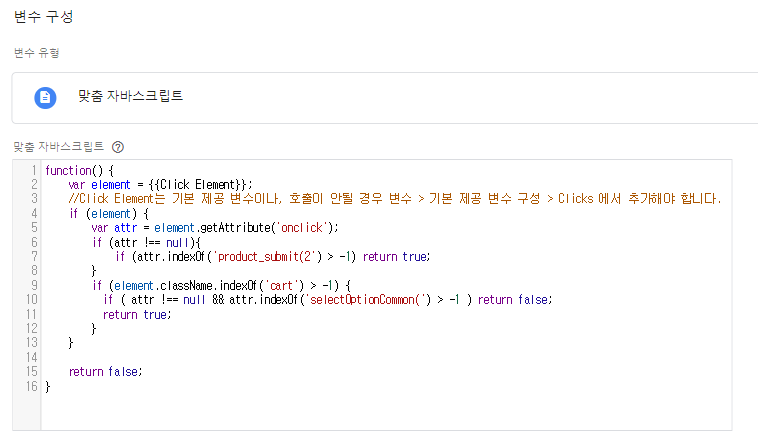 변수 구성
변수 유형
맞춤 자바스크립트
맞춤 자바스크립트 ?
1 function() {
2 var element = {{Click Element}};
3 //Click Element는 기본 제공 변수이나, 호출이 안될 경우 변수 > 기본 제공 변수 구성 > Clicks 에서 추가해야 합니다.
4 if (element) {
5 var attr = element.getAttribute('onclick');
6 if (attr !== null){
7 if (attr.indexOf('product_submit(2') > -1) return true;
8 }
9 if (element.className.indexOf('cart') > -1) {
10 if ( attr !== null && attr.indexOf('selectOptionCommon(') > -1 ) return false;
11 return true;
12 }
13 }
14
15 return false;
16 }